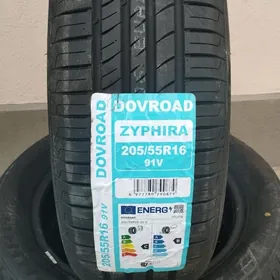 DOVROAD
ZYPHIRA
205/55R16
91V
DOVROAD
205/55R16 91V
ENERG